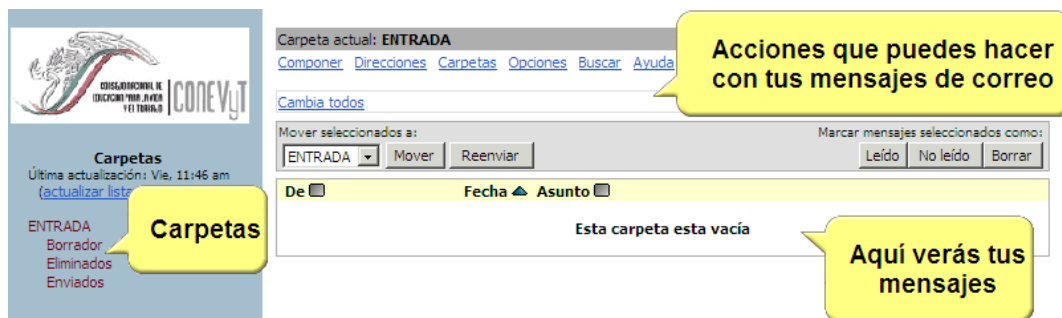 CONEVyT
Carpetas
Última actualización: Vie, 11:46 am
(actualizar lista
ENTRADA
Borrador
Eliminados
Enviados
Carpetas
Carpeta actual: ENTRADA
Componer Direcciones Carpetas Opciones Buscar Ayuda
Cambia todos
Acciones que puedes hacer
con tus mensajes de correo
Mover seleccionados a:
Marcar mensajes seleccionados como:
ENTRADA Mover Reenviar
Leído No leído Borrar
De Fecha Asunto
Esta carpeta esta vacía
Aquí verás tus
mensajes